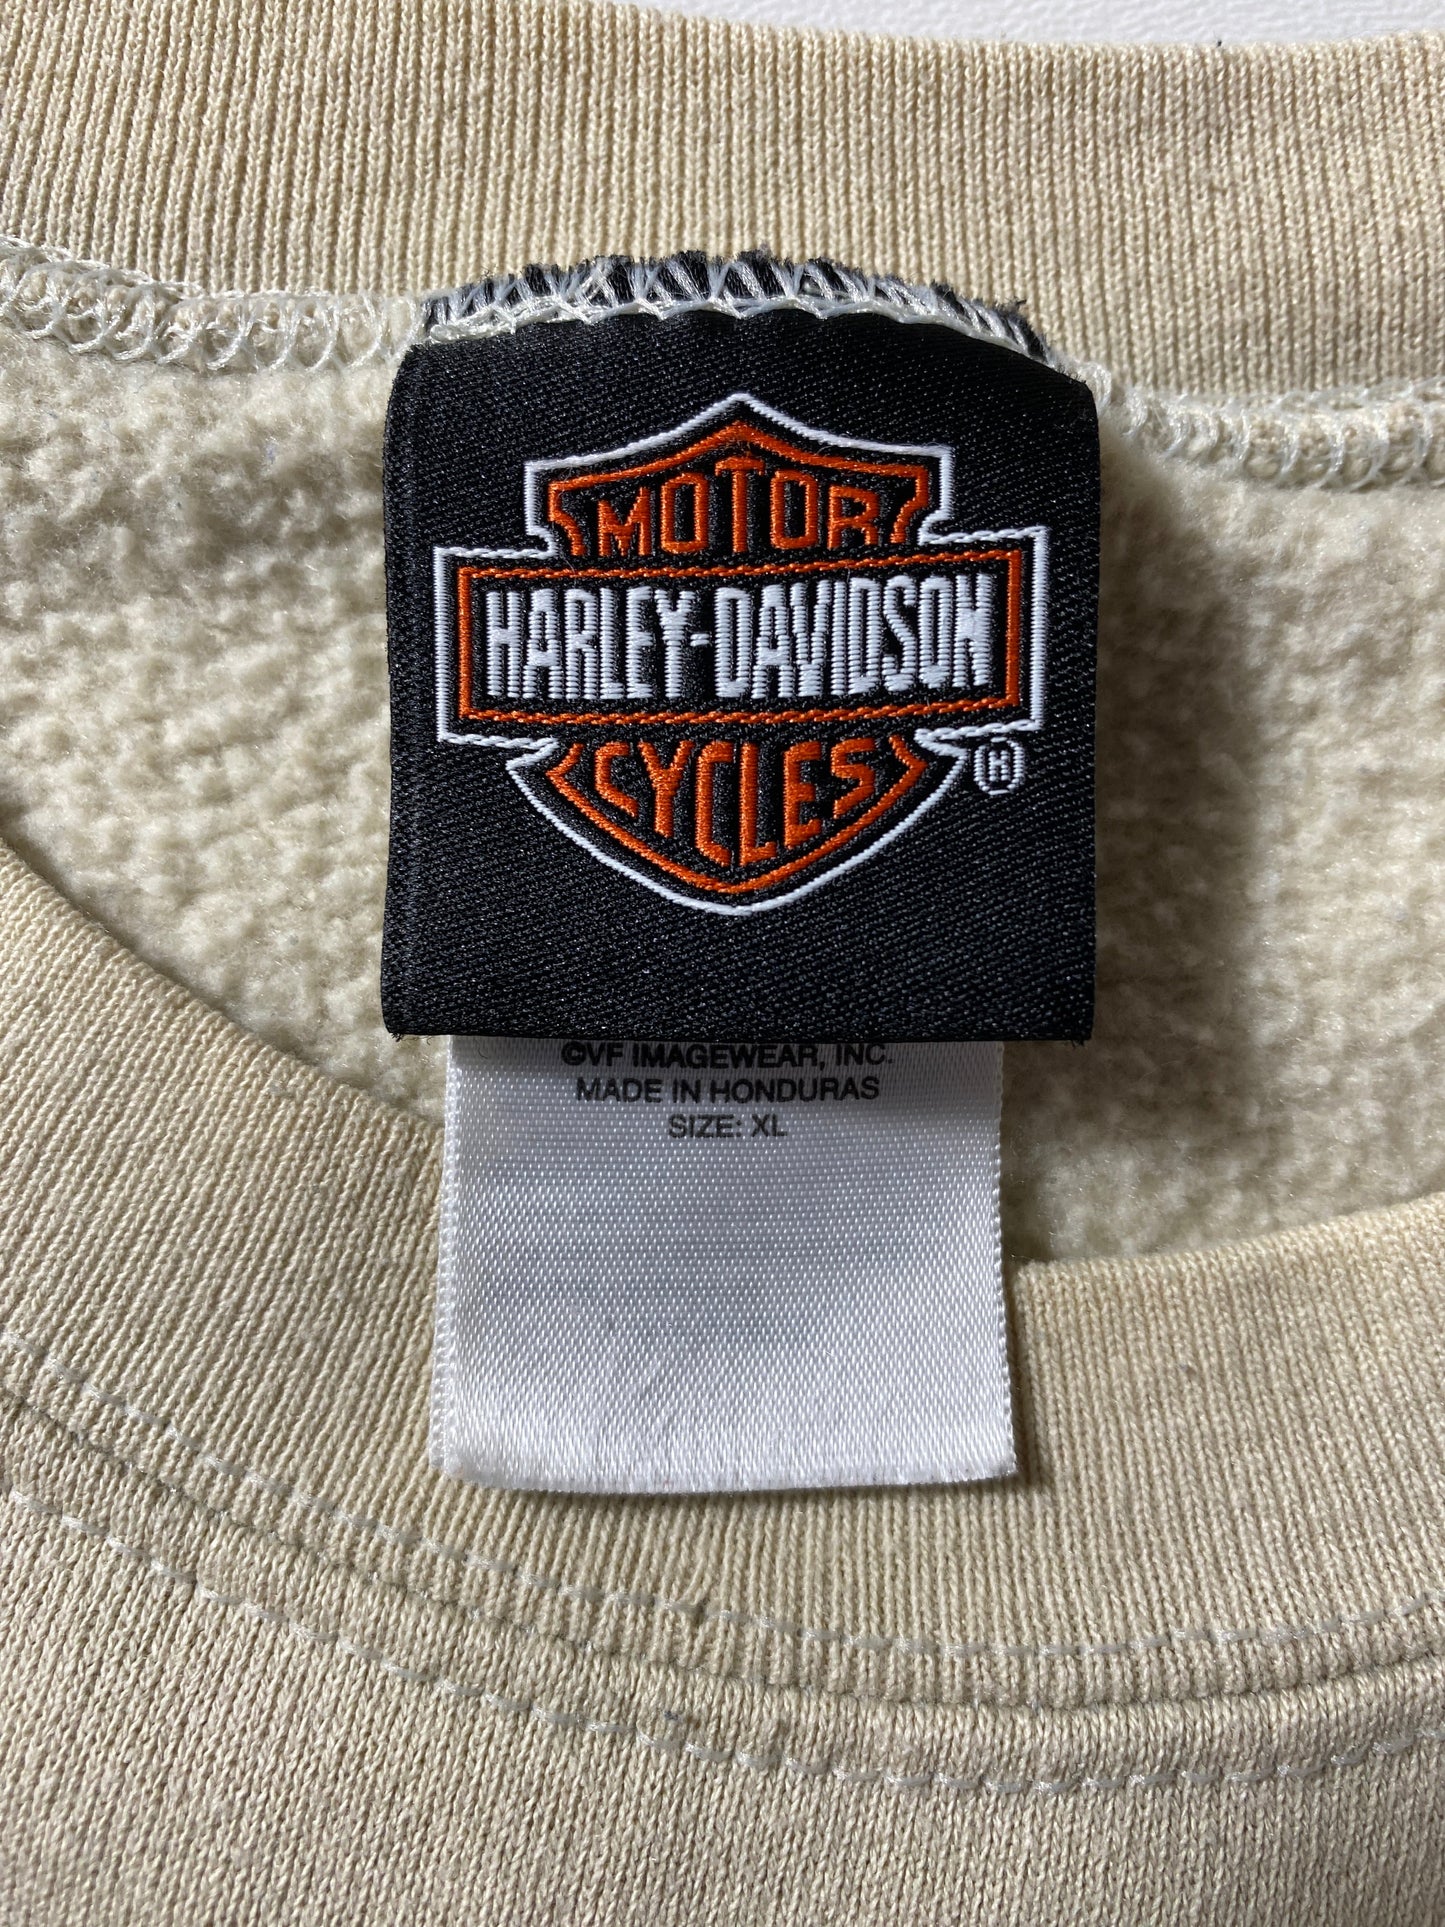 MOTOR
HARLEY-DAVIDSON
CYCLES
®
©VF IMAGEWEAR, INC.
MADE IN HONDURAS
SIZE: XL